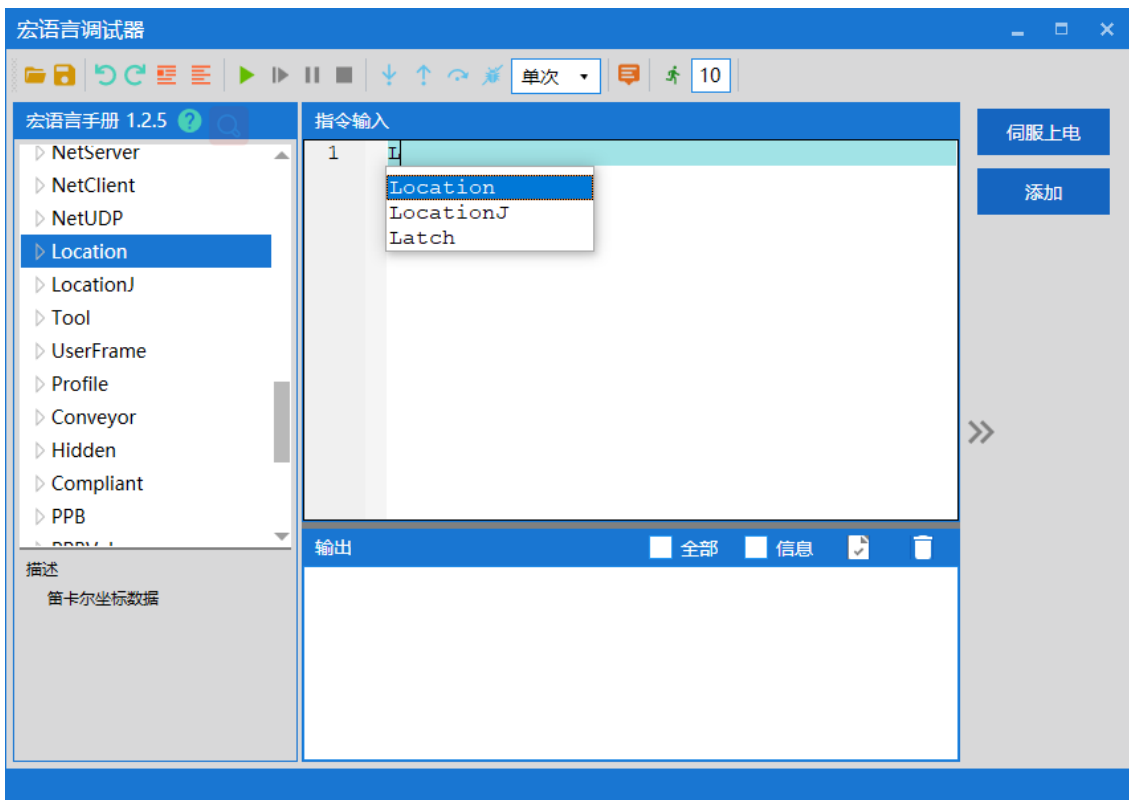 宏语言调试器
单次
10
宏语言手册 1.2.5 ?
NetServer
NetClient
NetUDP
Location
LocationJ
Tool
UserFrame
Profile
Conveyor
Hidden
Compliant
PPB
描述
笛卡尔坐标数据
指令输入
1 L
Location
LocationJ
Latch
输出 全部 信息
伺服上电
添加